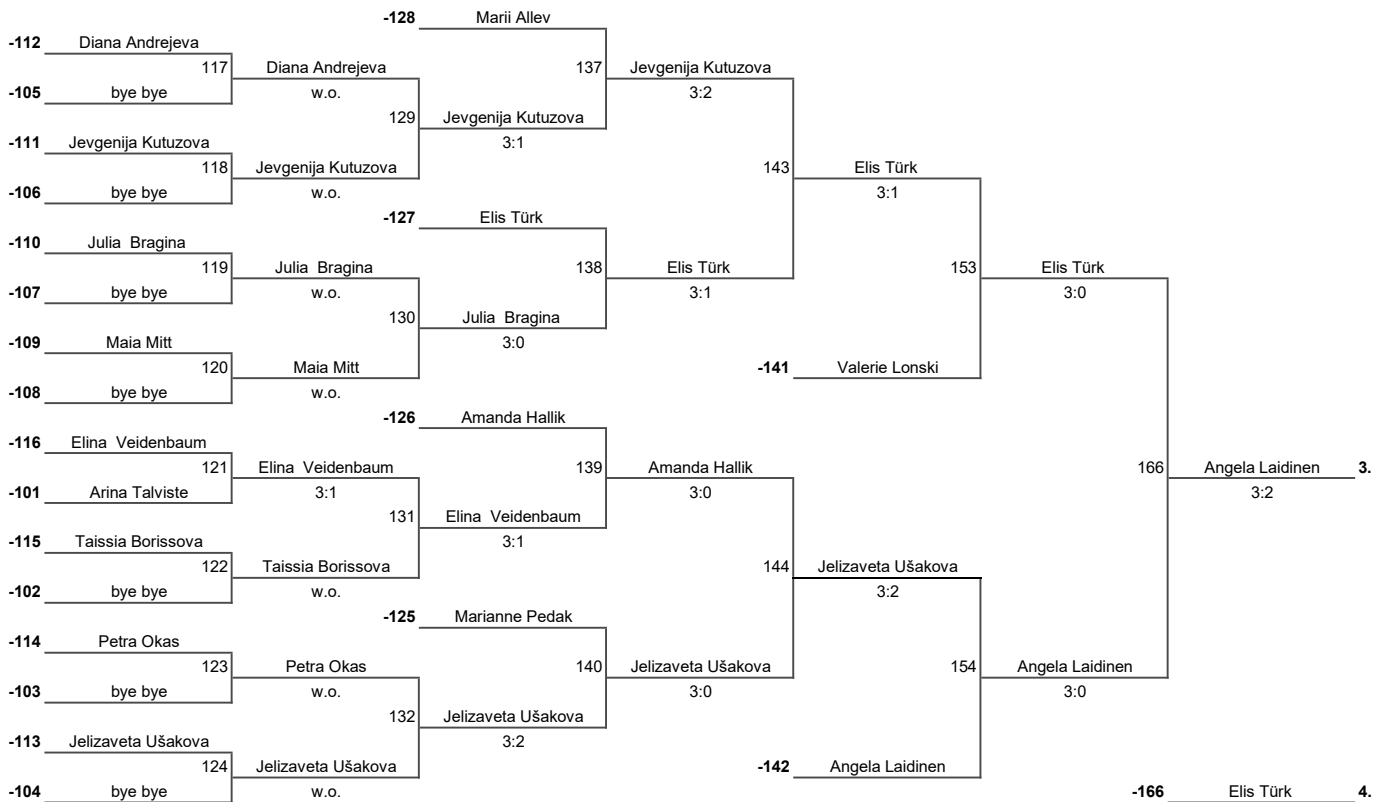 -128 Marii Allev
-112 Diana Andrejeva
117 Diana Andrejeva 137 Jevgenija Kutuzova
-105 bye bye w.o. 3:2
129 Jevgenija Kutuzova
-111 Jevgenija Kutuzova 3:1
118 Jevgenija Kutuzova 143 Elis Türk
-106 bye bye w.o. 3:1
-127 Elis Türk
-110 Julia Bragina
119 Julia Bragina 138 Elis Türk 153 Elis Türk
-107 bye bye w.o. 3:1 3:0
130 Julia Bragina
-109 Maia Mitt 3:0
120 Maia Mitt -141 Valerie Lonski
-108 bye bye w.o.
-126 Amanda Hallik
-116 Elina Veidenbaum
121 Elina Veidenbaum 139 Amanda Hallik 166 Angela Laidinen 3.
-101 Arina Talviste 3:1 3:0 3:2
131 Elina Veidenbaum
-115 Taissia Borissova 3:1
122 Taissia Borissova 144 Jelizaveta Ušakova
-102 bye bye w.o. 3:2
-125 Marianne Pedak
-114 Petra Okas
123 Petra Okas 140 Jelizaveta Ušakova 154 Angela Laidinen
-103 bye bye w.o. 3:0 3:0
132 Jelizaveta Ušakova
-113 Jelizaveta Ušakova 3:2
124 Jelizaveta Ušakova -142 Angela Laidinen
-104 bye bye w.o. -166 Elis Türk 4.